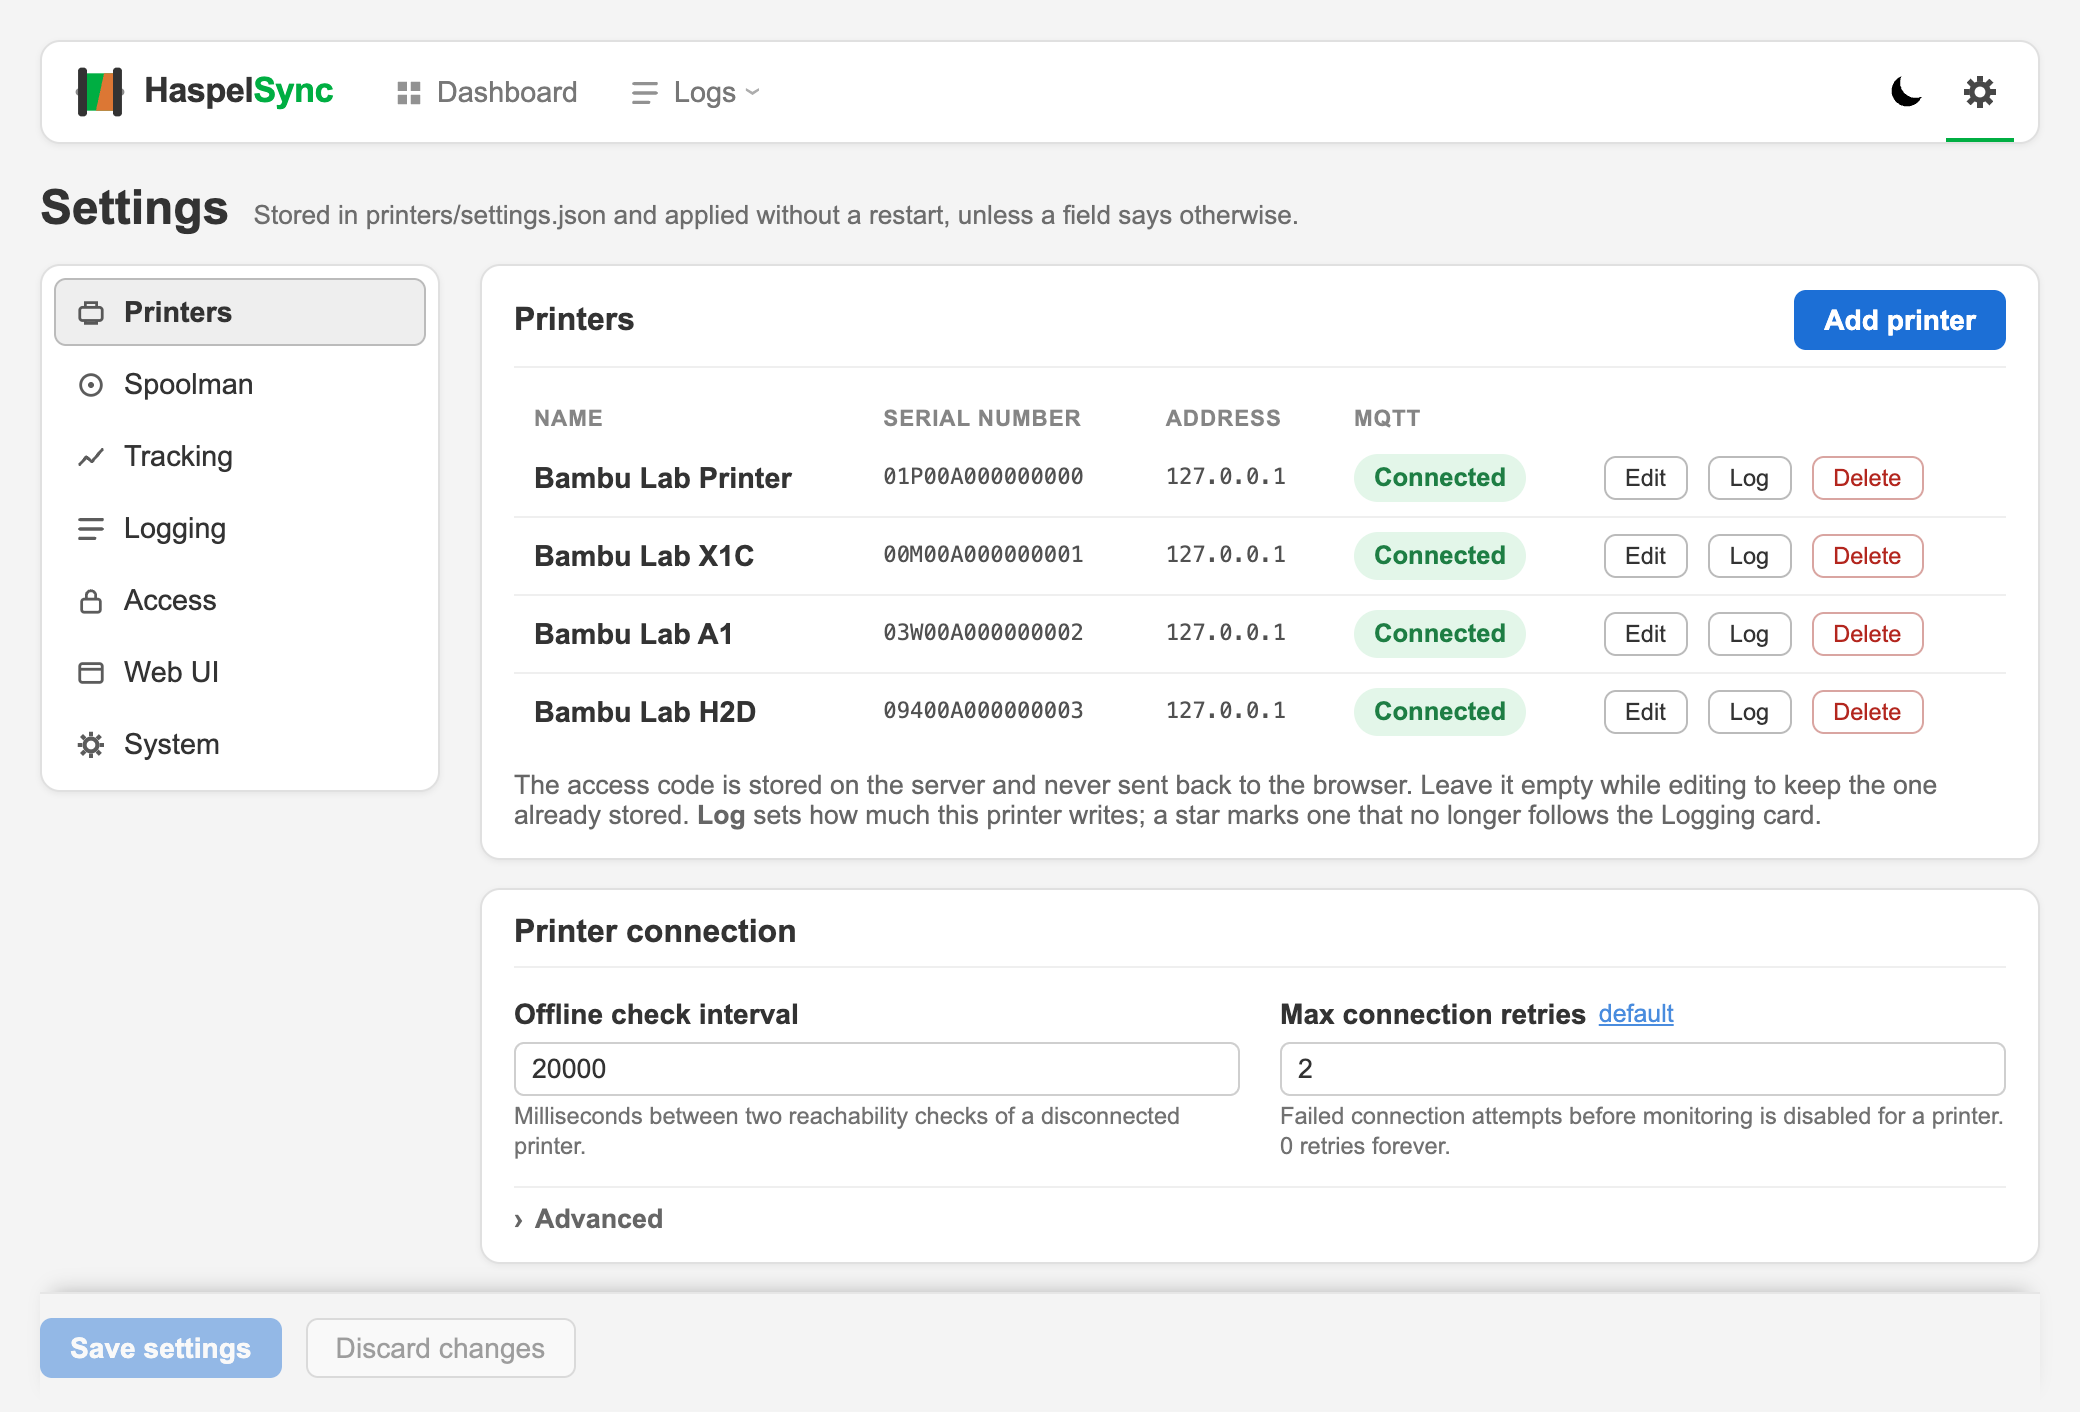 HaspelSync
Dashboard
Logs
Settings
Stored in printers/settings.json and applied without a restart, unless a field says otherwise.
Printers
Spoolman
Tracking
Logging
Access
Web UI
System
Printers
Add printer
NAME SERIAL NUMBER ADDRESS MQTT
Bambu Lab Printer 01P00A000000000 127.0.0.1 Connected Edit Log Delete
Bambu Lab X1C 00M00A000000001 127.0.0.1 Connected Edit Log Delete
Bambu Lab A1 03W00A000000002 127.0.0.1 Connected Edit Log Delete
Bambu Lab H2D 09400A000000003 127.0.0.1 Connected Edit Log Delete
The access code is stored on the server and never sent back to the browser. Leave it empty while editing to keep the one
already stored. Log sets how much this printer writes; a star marks one that no longer follows the Logging card.
Printer connection
Offline check interval
20000
Milliseconds between two reachability checks of a disconnected
printer.
Max connection retries default
2
Failed connection attempts before monitoring is disabled for a printer.
0 retries forever.
› Advanced
Save settings
Discard changes